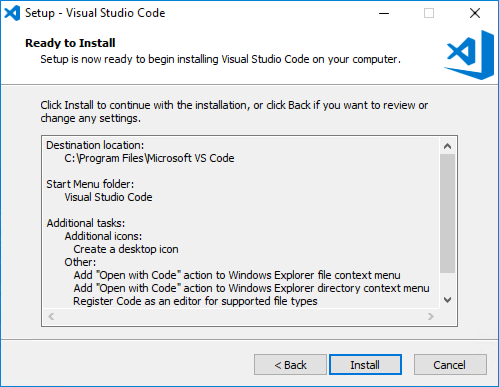 Setup - Visual Studio Code
Ready to Install
Setup is now ready to begin installing Visual Studio Code on your computer.
Click Install to continue with the installation, or click Back if you want to review or
change any settings.
Destination location:
C:\Program Files\Microsoft VS Code
Start Menu folder:
Visual Studio Code
Additional tasks:
Additional icons:
Create a desktop icon
Other:
Add "Open with Code" action to Windows Explorer file context menu
Add "Open with Code" action to Windows Explorer directory context menu
Register Code as an editor for supported file types
< Back
Install
Cancel